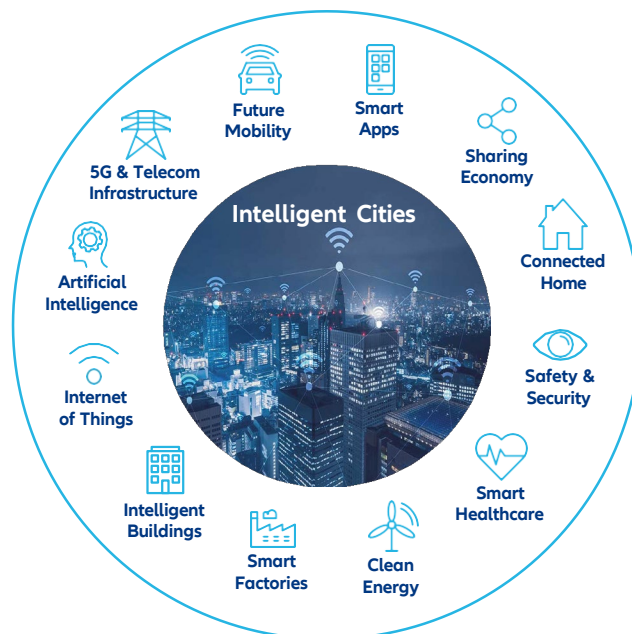 Future
Mobility
Smart
Apps
Sharing
Economy
5G & Telecom
Infrastructure
Intelligent Cities
Connected
Home
Artificial
Intelligence
Safety &
Security
Internet
of Things
Smart
Healthcare
Intelligent
Buildings
Smart
Factories
Clean
Energy